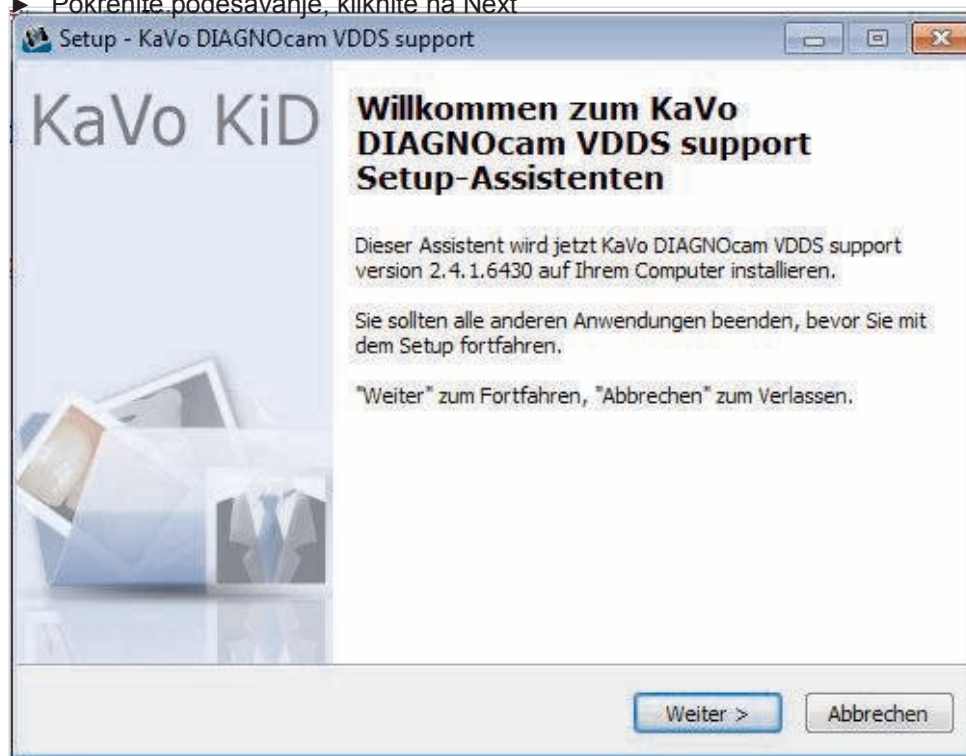 ► Pokrenite podešavanje, kliknite na Next
Setup - KaVo DIAGNOcam VDDS support
KaVo KiD
Willkommen zum KaVo
DIAGNOcam VDDS support
Setup-Assistenten
Dieser Assistent wird jetzt KaVo DIAGNOcam VDDS support
version 2.4.1.6430 auf Ihrem Computer installieren.
Sie sollten alle anderen Anwendungen beenden, bevor Sie mit
dem Setup fortfahren.
"Weiter" zum Fortfahren, "Abbrechen" zum Verlassen.
Weiter >
Abbrechen